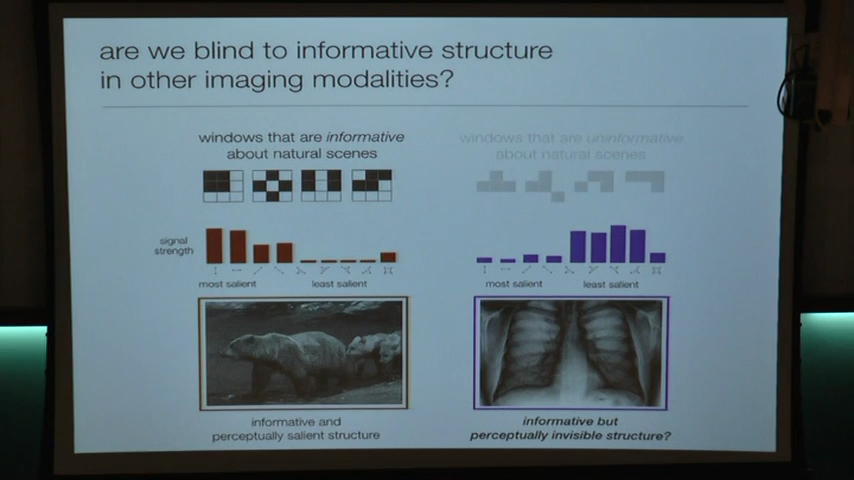 are we blind to informative structure
in other imaging modalities?
windows that are informative
about natural scenes
windows that are uninformative
about natural scenes
signal
strength
most salient
least salient
most salient
least salient
informative and
perceptually salient structure
informative but
perceptually invisible structure?